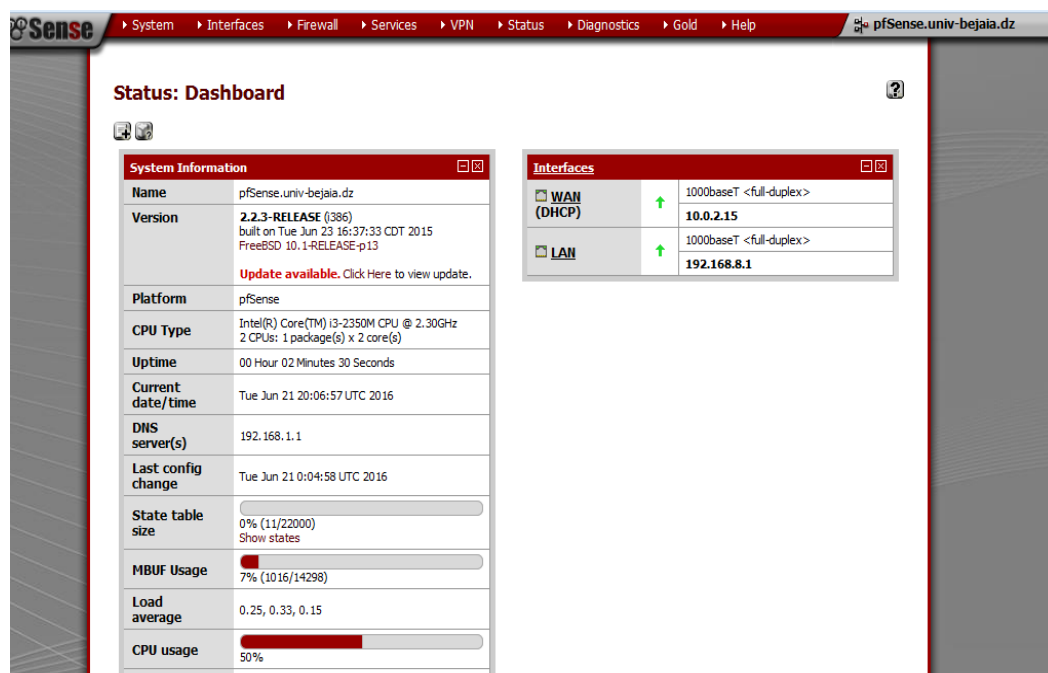 Sense
System
Interfaces
Firewall
Services
VPN
Status
Diagnostics
Gold
Help
pfSense.univ-bejaia.dz
Status: Dashboard
System Information
Name
pfSense.univ-bejaia.dz
Version
2.2.3-RELEASE (i386)
built on Tue Jun 23 16:37:33 CDT 2015
FreeBSD 10.1-RELEASE-p13
Update available. Click Here to view update.
Platform
pfSense
CPU Type
Intel(R) Core(TM) i3-2350M CPU @ 2.30GHz
2 CPUs: 1 package(s) x 2 core(s)
Uptime
00 Hour 02 Minutes 30 Seconds
Current
date/time
Tue Jun 21 20:06:57 UTC 2016
DNS
server(s)
192.168.1.1
Last config
change
Tue Jun 21 0:04:58 UTC 2016
State table
size
0% (11/22000)
Show states
MBUF Usage
7% (1016/14298)
Load
average
0.25, 0.33, 0.15
CPU usage
50%
Interfaces
WAN
(DHCP)
1000baseT <full-duplex>
10.0.2.15
LAN
1000baseT <full-duplex>
192.168.8.1